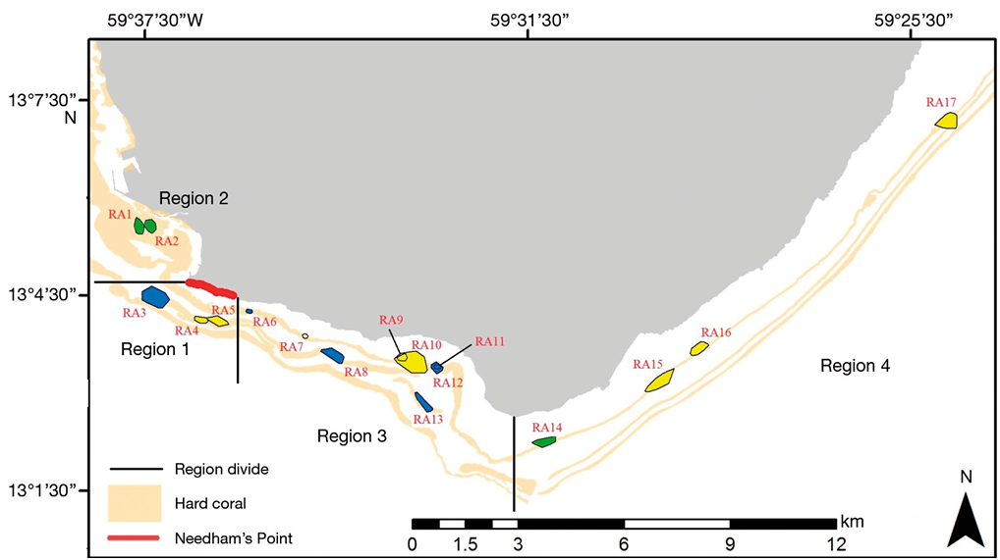 59°37’30”W
59°31’30”
59°25’30”
13°7’30”
N
13°4’30”
13°1’30”
RA17
Region 2
RA1
RA2
RA3
RA4
RA5
RA6
Region 1
RA7
RA8
RA9
RA10
RA11
RA12
RA13
RA16
RA15
Region 4
RA14
Region 3
Region divide
Hard coral
Needham’s Point
N
km
0 1.5 3 6 9 12